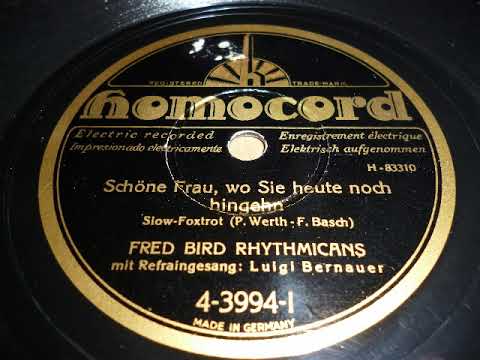 REGISTERED TRADE-MARK
homocord
Electric recorded Enregistrement électrique
Impresionado electricamente Elektrisch aufgenommen
H-83310
Schöne Frau, wo Sie heute noch
hingehn
Slow-Foxtrot (P. Werth - F. Basch)
FRED BIRD RHYTHMICANS
mit Refraingesang: Luigi Bernauer
4-3994-I
MADE IN GERMANY